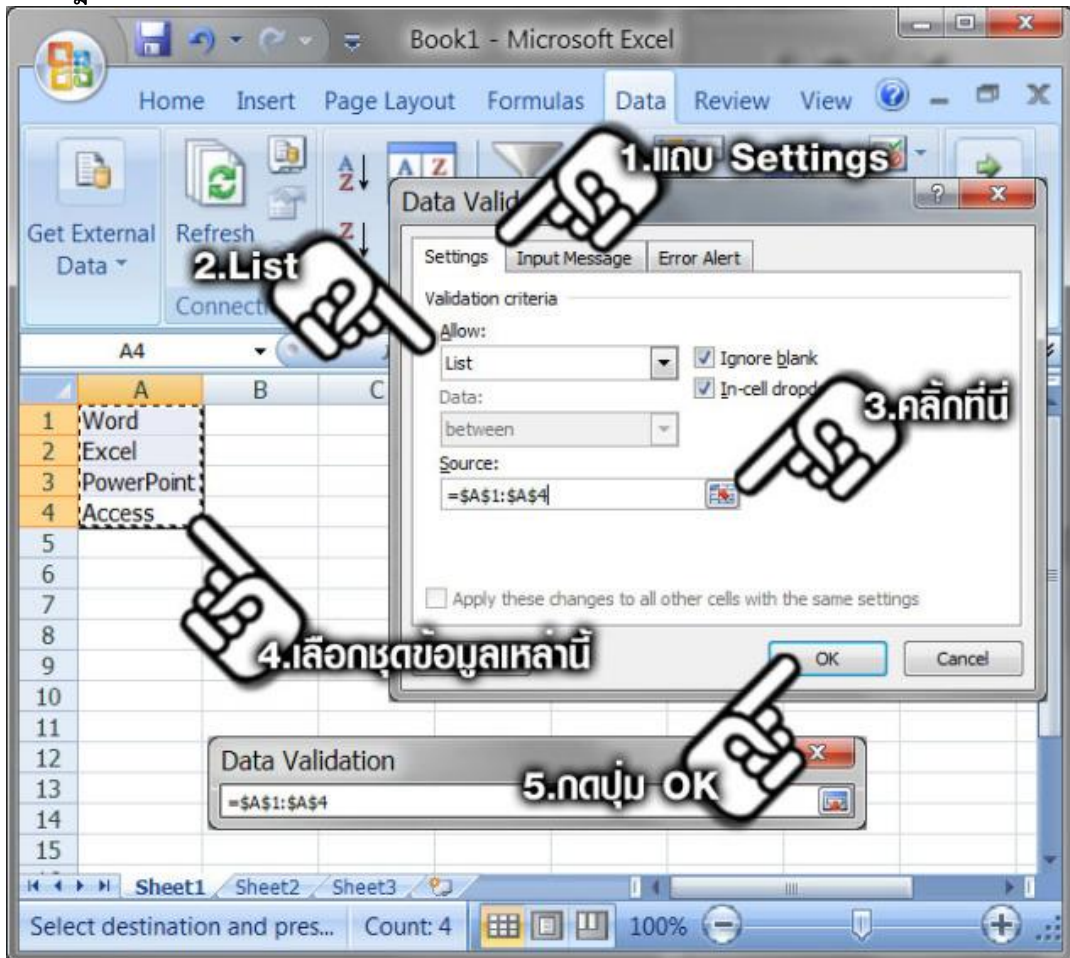 Book1 - Microsoft Excel
Home Insert Page Layout Formulas Data Review View
1.แถบ Settings
Get External Data
Refresh
2.List
Data Valid
Settings Input Message Error Alert
Validation criteria
Allow:
List
Ignore blank
In-cell dropd
3.คลิ๊กที่นี่
Data:
between
Source:
=$A$1:$A$4
Apply these changes to all other cells with the same settings
OK Cancel
A4
A B C
1 Word
2 Excel
3 PowerPoint
4 Access
5
6
7
8
9
10
11
12
13
14
15
4.เลือกชุดข้อมูลเหล่านี้
Data Validation
=$A$1:$A$4
5.กดปุ่ม OK
Sheet1 Sheet2 Sheet3
Select destination and pres... Count: 4 100%